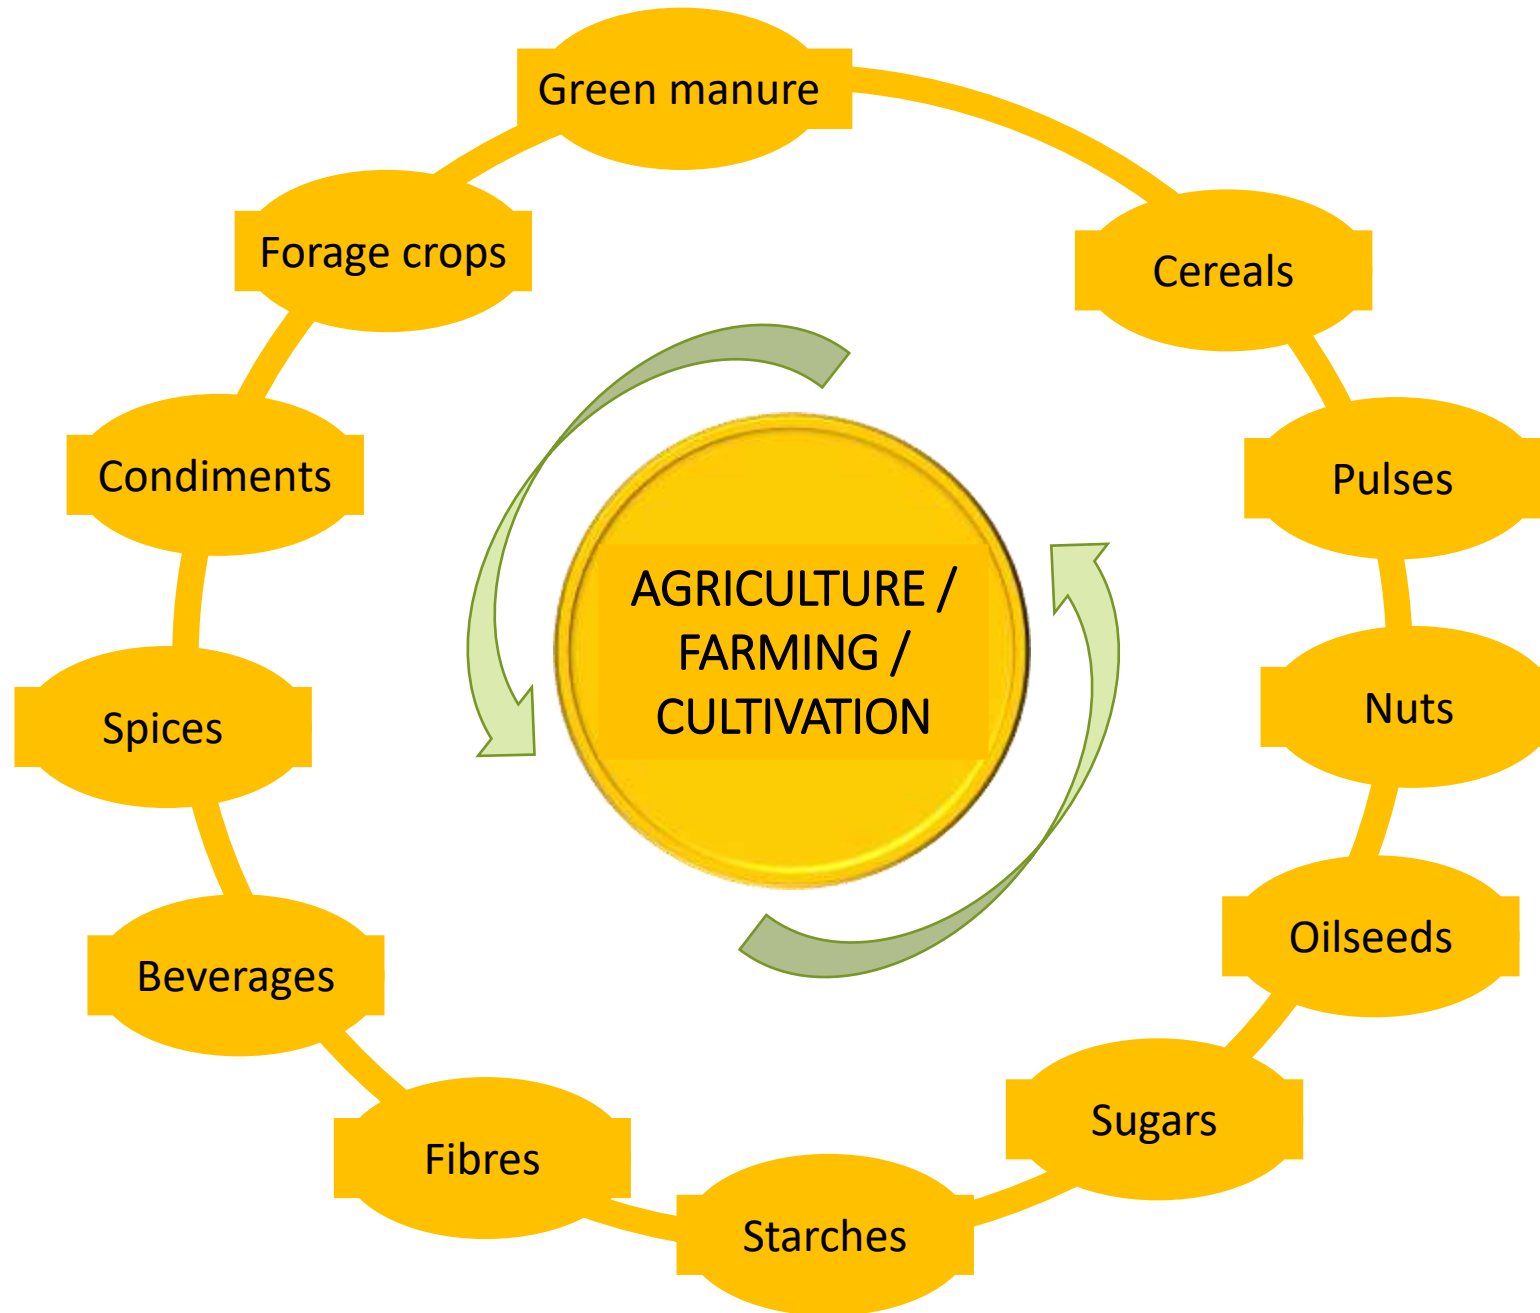 Green manure
Cereals
Pulses
Nuts
Oilseeds
Sugars
Starches
Fibres
Beverages
Spices
Condiments
Forage crops
AGRICULTURE /
FARMING /
CULTIVATION